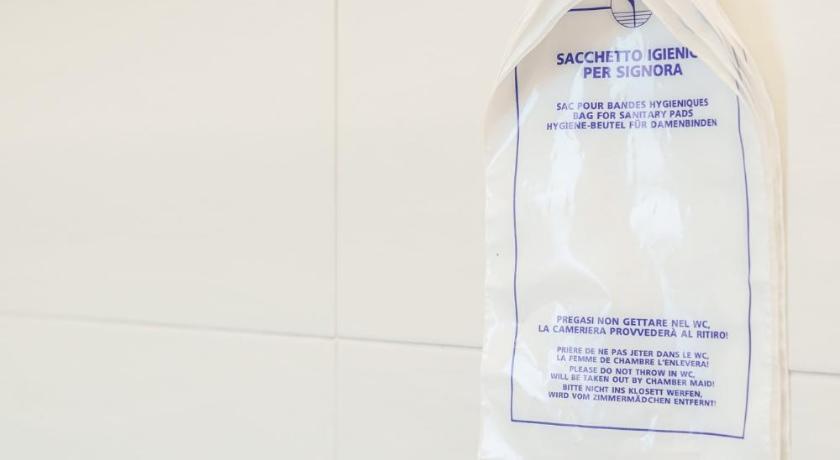 SACCHETTO IGIENIC
PER SIGNORA
SAC POUR BANDES HYGIENIQUES
BAG FOR SANITARY PADS
HYGIENE-BEUTEL FÜR DAMENBINDEN
PREGASI NON GETTARE NEL WC,
LA CAMERIERA PROVVEDERÀ AL RITIRO!
PRIÈRE DE NE PAS JETER DANS LE WC,
LA FEMME DE CHAMBRE L'ENLEVERA!
PLEASE DO NOT THROW IN WC,
WILL BE TAKEN OUT BY CHAMBER MAID!
BITTE NICHT INS KLOSETT WERFEN,
WIRD VOM ZIMMERMÄDCHEN ENTFERNT!